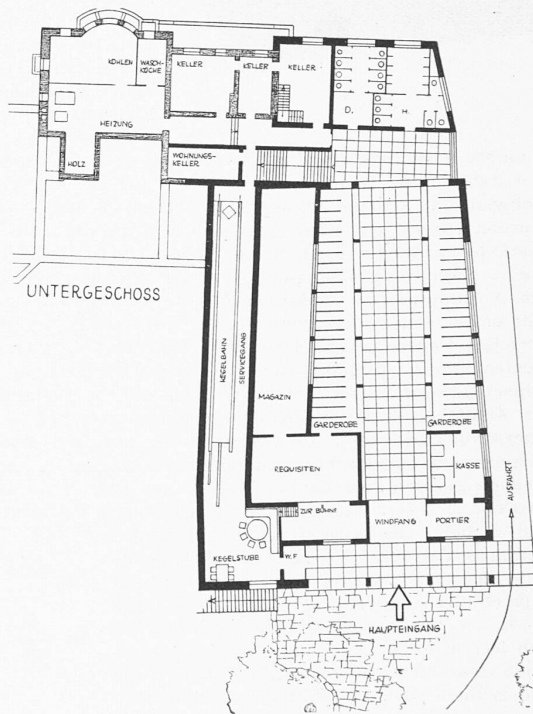 KOHLEN
WASCH-
KÜCHE
KELLER
KELLER
KELLER
D.
H.
HEIZUNG
HOLZ
WOHNUNGS-
KELLER
UNTERGESCHOSS
KEGELBAHN
SERVICEGANG
MAGAZIN
GARDEROBE
GARDEROBE
REQUISITEN
KASSE
AUSFAHRT
ZUR BÜHNE
WINDFANG
PORTIER
KEGELSTUBE
W.F
HAUPTEINGANG